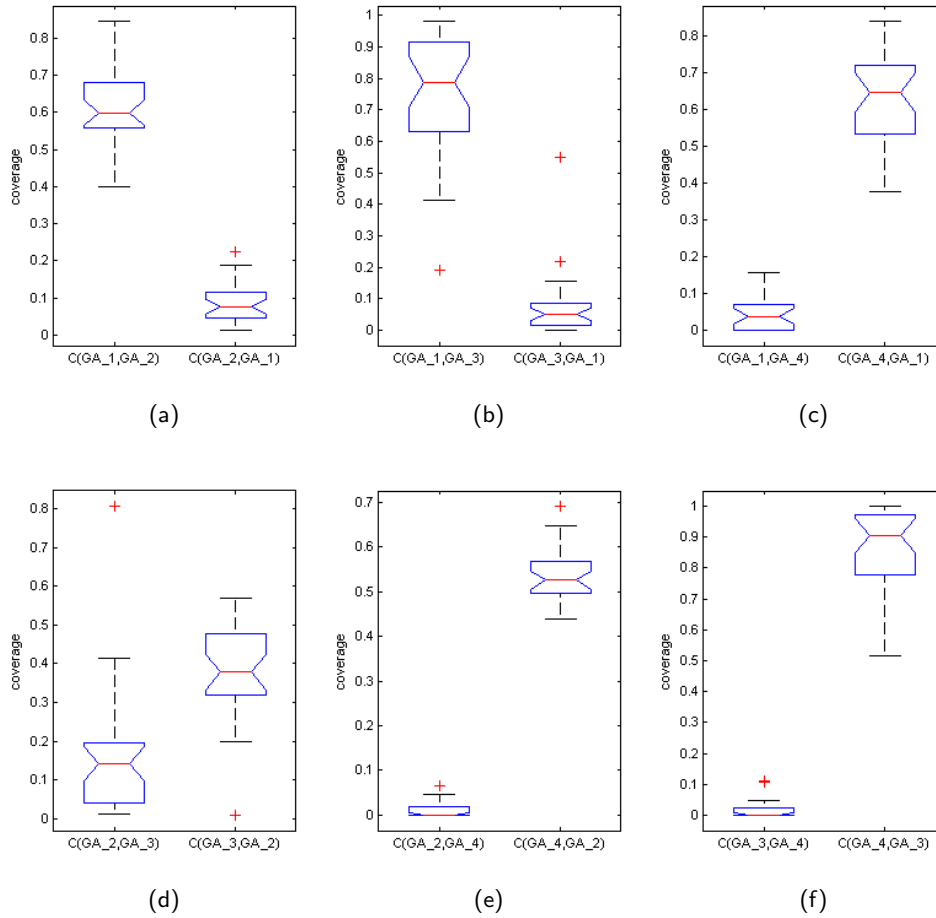 0.8
0.7
0.6
0.5
0.4
0.3
0.2
0.1
0
coverage
C(GA_1,GA_2)
C(GA_2,GA_1)
(a)
1
0.9
0.8
0.7
0.6
0.5
0.4
0.3
0.2
0.1
0
coverage
C(GA_1,GA_3)
C(GA_3,GA_1)
(b)
0.8
0.7
0.6
0.5
0.4
0.3
0.2
0.1
0
coverage
C(GA_1,GA_4)
C(GA_4,GA_1)
(c)
0.8
0.7
0.6
0.5
0.4
0.3
0.2
0.1
0
coverage
C(GA_2,GA_3)
C(GA_3,GA_2)
(d)
0.7
0.6
0.5
0.4
0.3
0.2
0.1
0
coverage
C(GA_2,GA_4)
C(GA_4,GA_2)
(e)
1
0.9
0.8
0.7
0.6
0.5
0.4
0.3
0.2
0.1
0
coverage
C(GA_3,GA_4)
C(GA_4,GA_3)
(f)